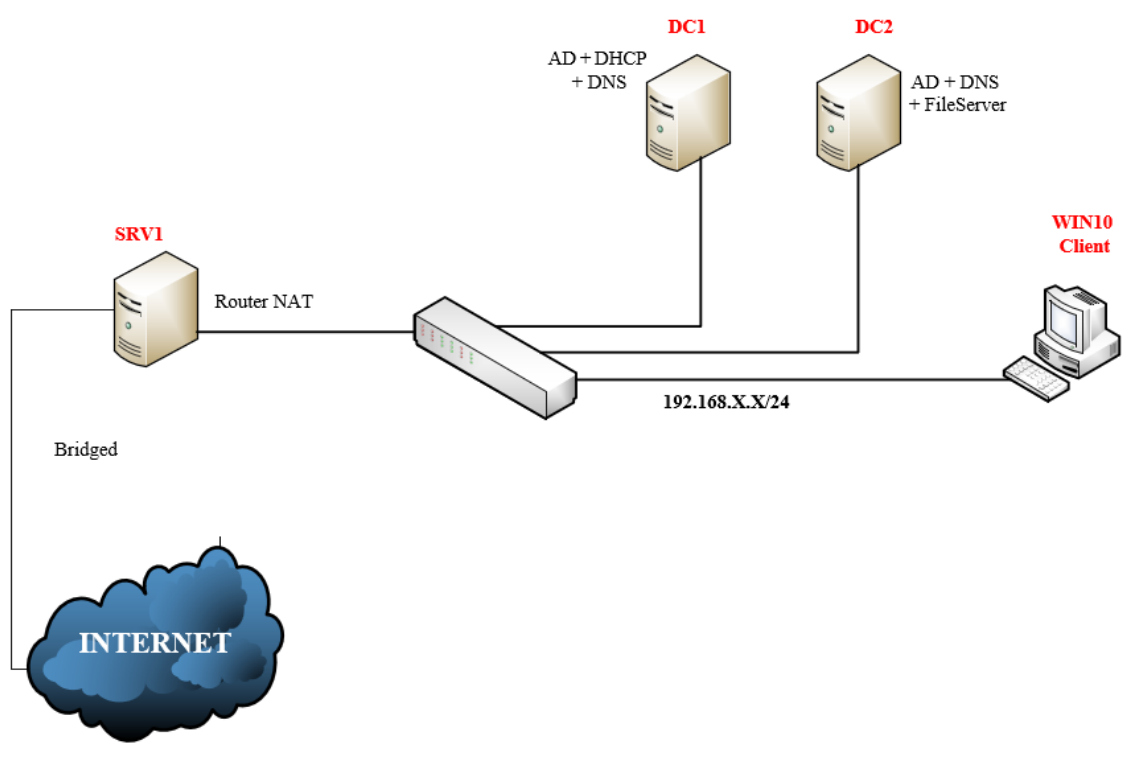 DC1
DC2
AD + DHCP
+ DNS
AD + DNS
+ FileServer
SRV1
Router NAT
WIN10
Client
192.168.X.X/24
Bridged
INTERNET